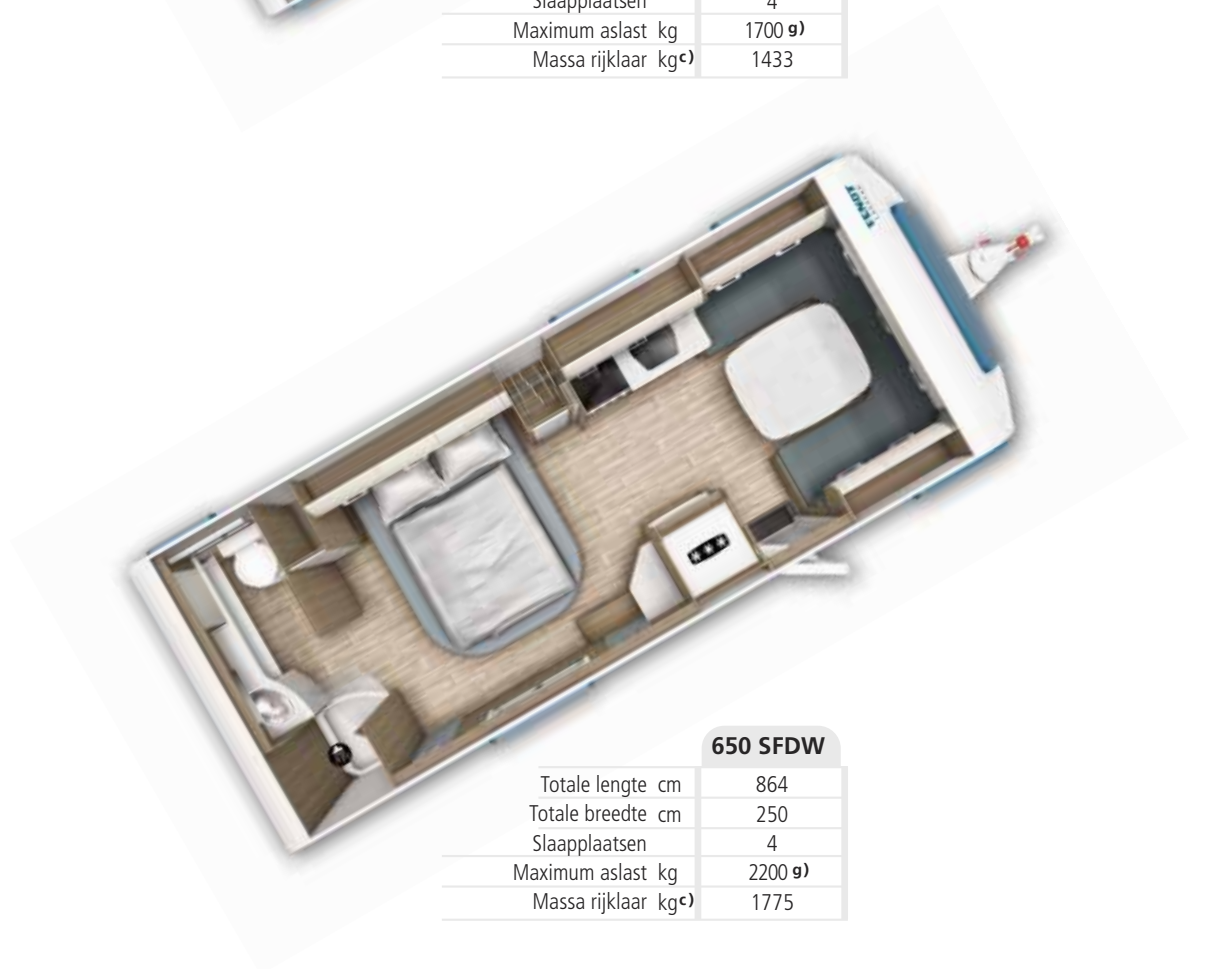 Slaapplaatsen 4
Maximum aslast kg 1700 g)
Massa rijklaar kg c) 1433
650 SFDW
Totale lengte cm 864
Totale breedte cm 250
Slaapplaatsen 4
Maximum aslast kg 2200 g)
Massa rijklaar kg c) 1775